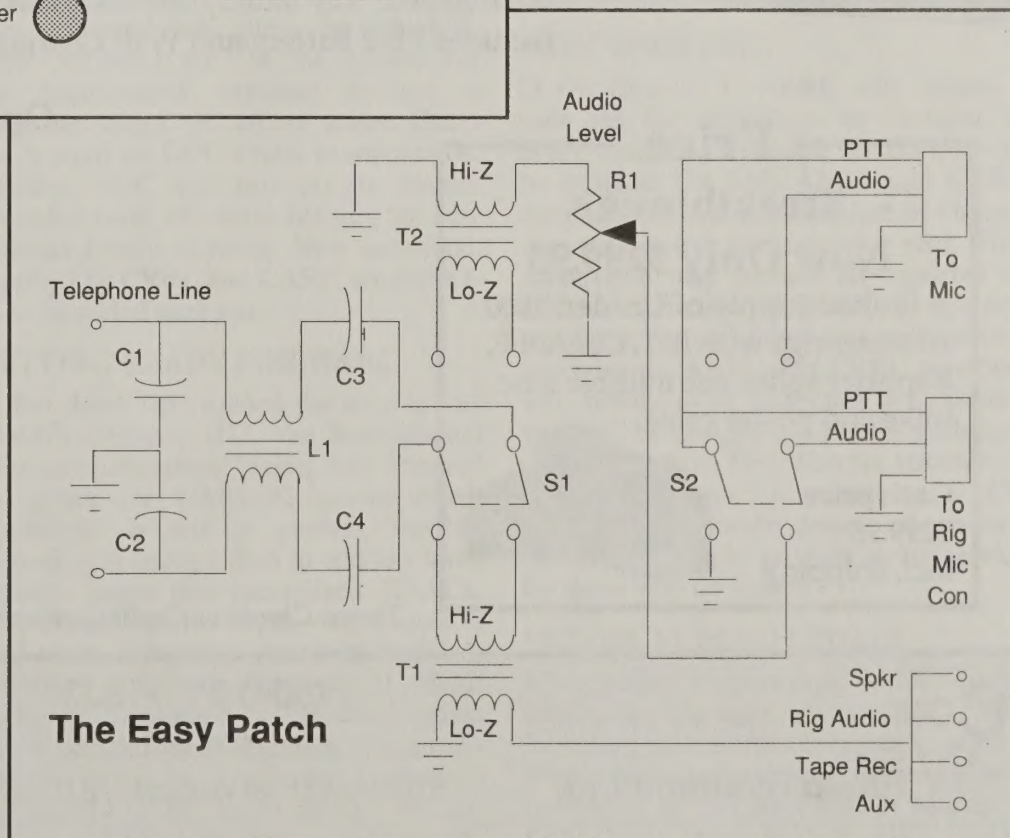 er
Audio
Level
Hi-Z
R1
PTT
Audio
T2
To
Mic
Lo-Z
Telephone Line
C1
C3
PTT
Audio
L1
S1
S2
C2
C4
To
Rig
Mic
Con
Hi-Z
T1
Lo-Z
Spkr
Rig Audio
Tape Rec
Aux
The Easy Patch